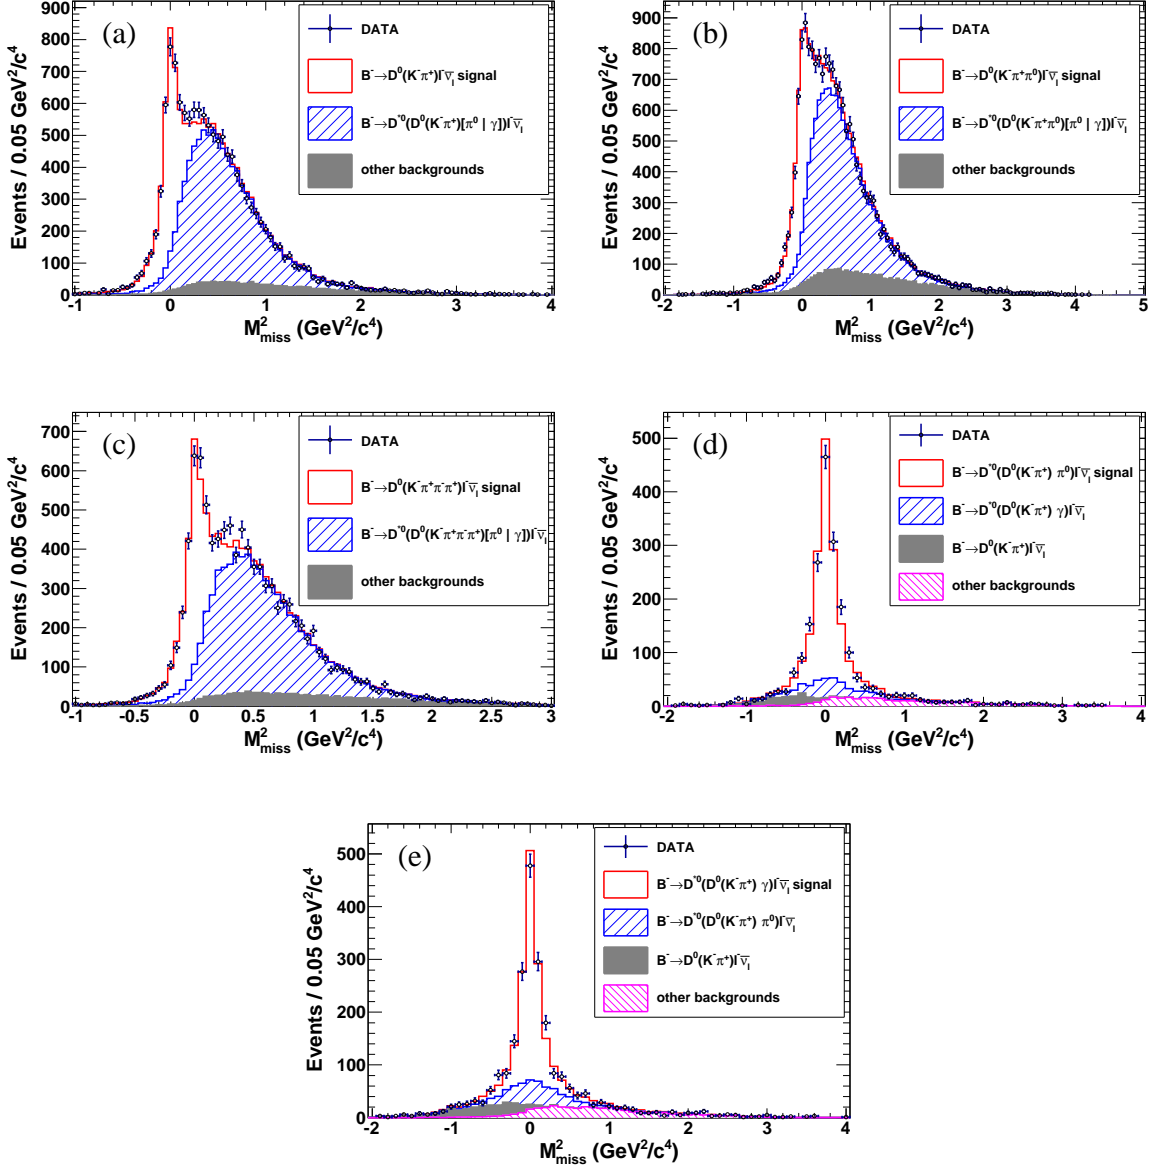 (a)
DATA
B⁻→D⁰(K⁻π⁺)l⁻ν̅ₗ signal
B⁻→D*⁰(D⁰(K⁻π⁺)[π⁰ | γ])l⁻ν̅ₗ
other backgrounds
Events / 0.05 GeV²/c⁴
0 100 200 300 400 500 600 700 800 900
-1 0 1 2 3 4
M²miss (GeV²/c⁴)
(b)
DATA
B⁻→D⁰(K⁻π⁺π⁰)l⁻ν̅ₗ signal
B⁻→D*⁰(D⁰(K⁻π⁺π⁰)[π⁰ | γ])l⁻ν̅ₗ
other backgrounds
Events / 0.05 GeV²/c⁴
0 100 200 300 400 500 600 700 800 900
-1 0 1 2 3 4 5
M²miss (GeV²/c⁴)
(c)
DATA
B⁻→D⁰(K⁻π⁺π⁻π⁺)l⁻ν̅ₗ signal
B⁻→D*⁰(D⁰(K⁻π⁺π⁻π⁺)[π⁰ | γ])l⁻ν̅ₗ
other backgrounds
Events / 0.05 GeV²/c⁴
0 100 200 300 400 500 600 700
-1 -0.5 0 0.5 1 1.5 2 2.5 3
M²miss (GeV²/c⁴)
(d)
DATA
B⁻→D*⁰(D⁰(K⁻π⁺) π⁰)l⁻ν̅ₗ signal
B⁻→D*⁰(D⁰(K⁻π⁺) γ)l⁻ν̅ₗ
B⁻→D⁰(K⁻π⁺)l⁻ν̅ₗ
other backgrounds
Events / 0.05 GeV²/c⁴
0 100 200 300 400 500
-2 -1 0 1 2 3 4
M²miss (GeV²/c⁴)
(e)
DATA
B⁻→D*⁰(D⁰(K⁻π⁺) γ)l⁻ν̅ₗ signal
B⁻→D*⁰(D⁰(K⁻π⁺) π⁰)l⁻ν̅ₗ
B⁻→D⁰(K⁻π⁺)l⁻ν̅ₗ
other backgrounds
Events / 0.05 GeV²/c⁴
0 100 200 300 400 500
-2 -1 0 1 2 3 4
M²miss (GeV²/c⁴)